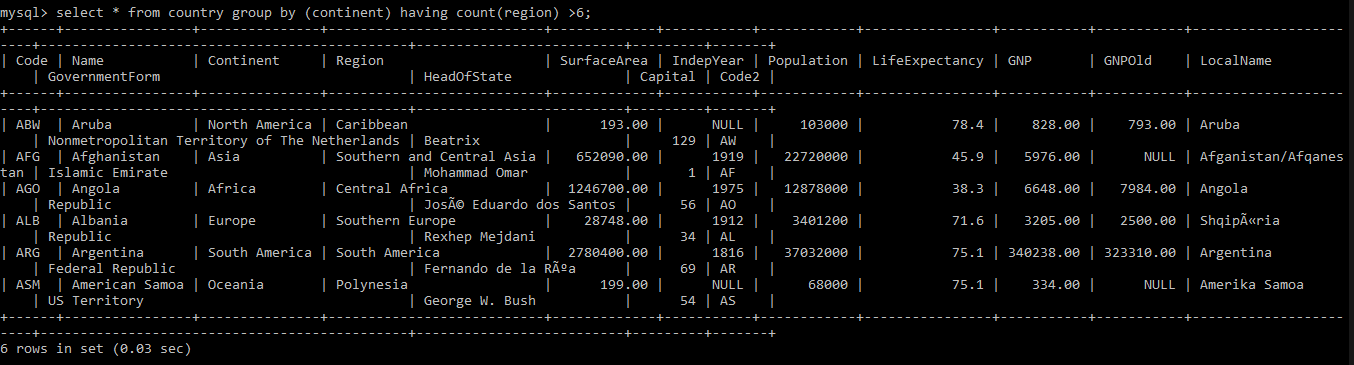 mysql> select * from country group by (continent) having count(region) >6;
+------+----------------+---------------+---------------------------+-------------+-----------+------------+----------------+-----------+-----------+-------------------
----+----------------------------------------------+--------------------------+---------+-------+
| Code | Name | Continent | Region | SurfaceArea | IndepYear | Population | LifeExpectancy | GNP | GNPOld | LocalName
| GovernmentForm | HeadOfState | Capital | Code2 |
+------+----------------+---------------+---------------------------+-------------+-----------+------------+----------------+-----------+-----------+-------------------
----+----------------------------------------------+--------------------------+---------+-------+
| ABW | Aruba | North America | Caribbean | 193.00 | NULL | 103000 | 78.4 | 828.00 | 793.00 | Aruba
| Nonmetropolitan Territory of The Netherlands | Beatrix | 129 | AW |
| AFG | Afghanistan | Asia | Southern and Central Asia | 652090.00 | 1919 | 22720000 | 45.9 | 5976.00 | NULL | Afganistan/Afqanes
tan | Islamic Emirate | Mohammad Omar | 1 | AF |
| AGO | Angola | Africa | Central Africa | 1246700.00 | 1975 | 12878000 | 38.3 | 6648.00 | 7984.00 | Angola
| Republic | JosÃ© Eduardo dos Santos | 56 | AO |
| ALB | Albania | Europe | Southern Europe | 28748.00 | 1912 | 3401200 | 71.6 | 3205.00 | 2500.00 | ShqipÃ«ria
| Republic | Rexhep Mejdani | 34 | AL |
| ARG | Argentina | South America | South America | 2780400.00 | 1816 | 37032000 | 75.1 | 340238.00 | 323310.00 | Argentina
| Federal Republic | Fernando de la RÃºa | 69 | AR |
| ASM | American Samoa | Oceania | Polynesia | 199.00 | NULL | 68000 | 75.1 | 334.00 | NULL | Amerika Samoa
| US Territory | George W. Bush | 54 | AS |
+------+----------------+---------------+---------------------------+-------------+-----------+------------+----------------+-----------+-----------+-------------------
----+----------------------------------------------+--------------------------+---------+-------+
6 rows in set (0.03 sec)